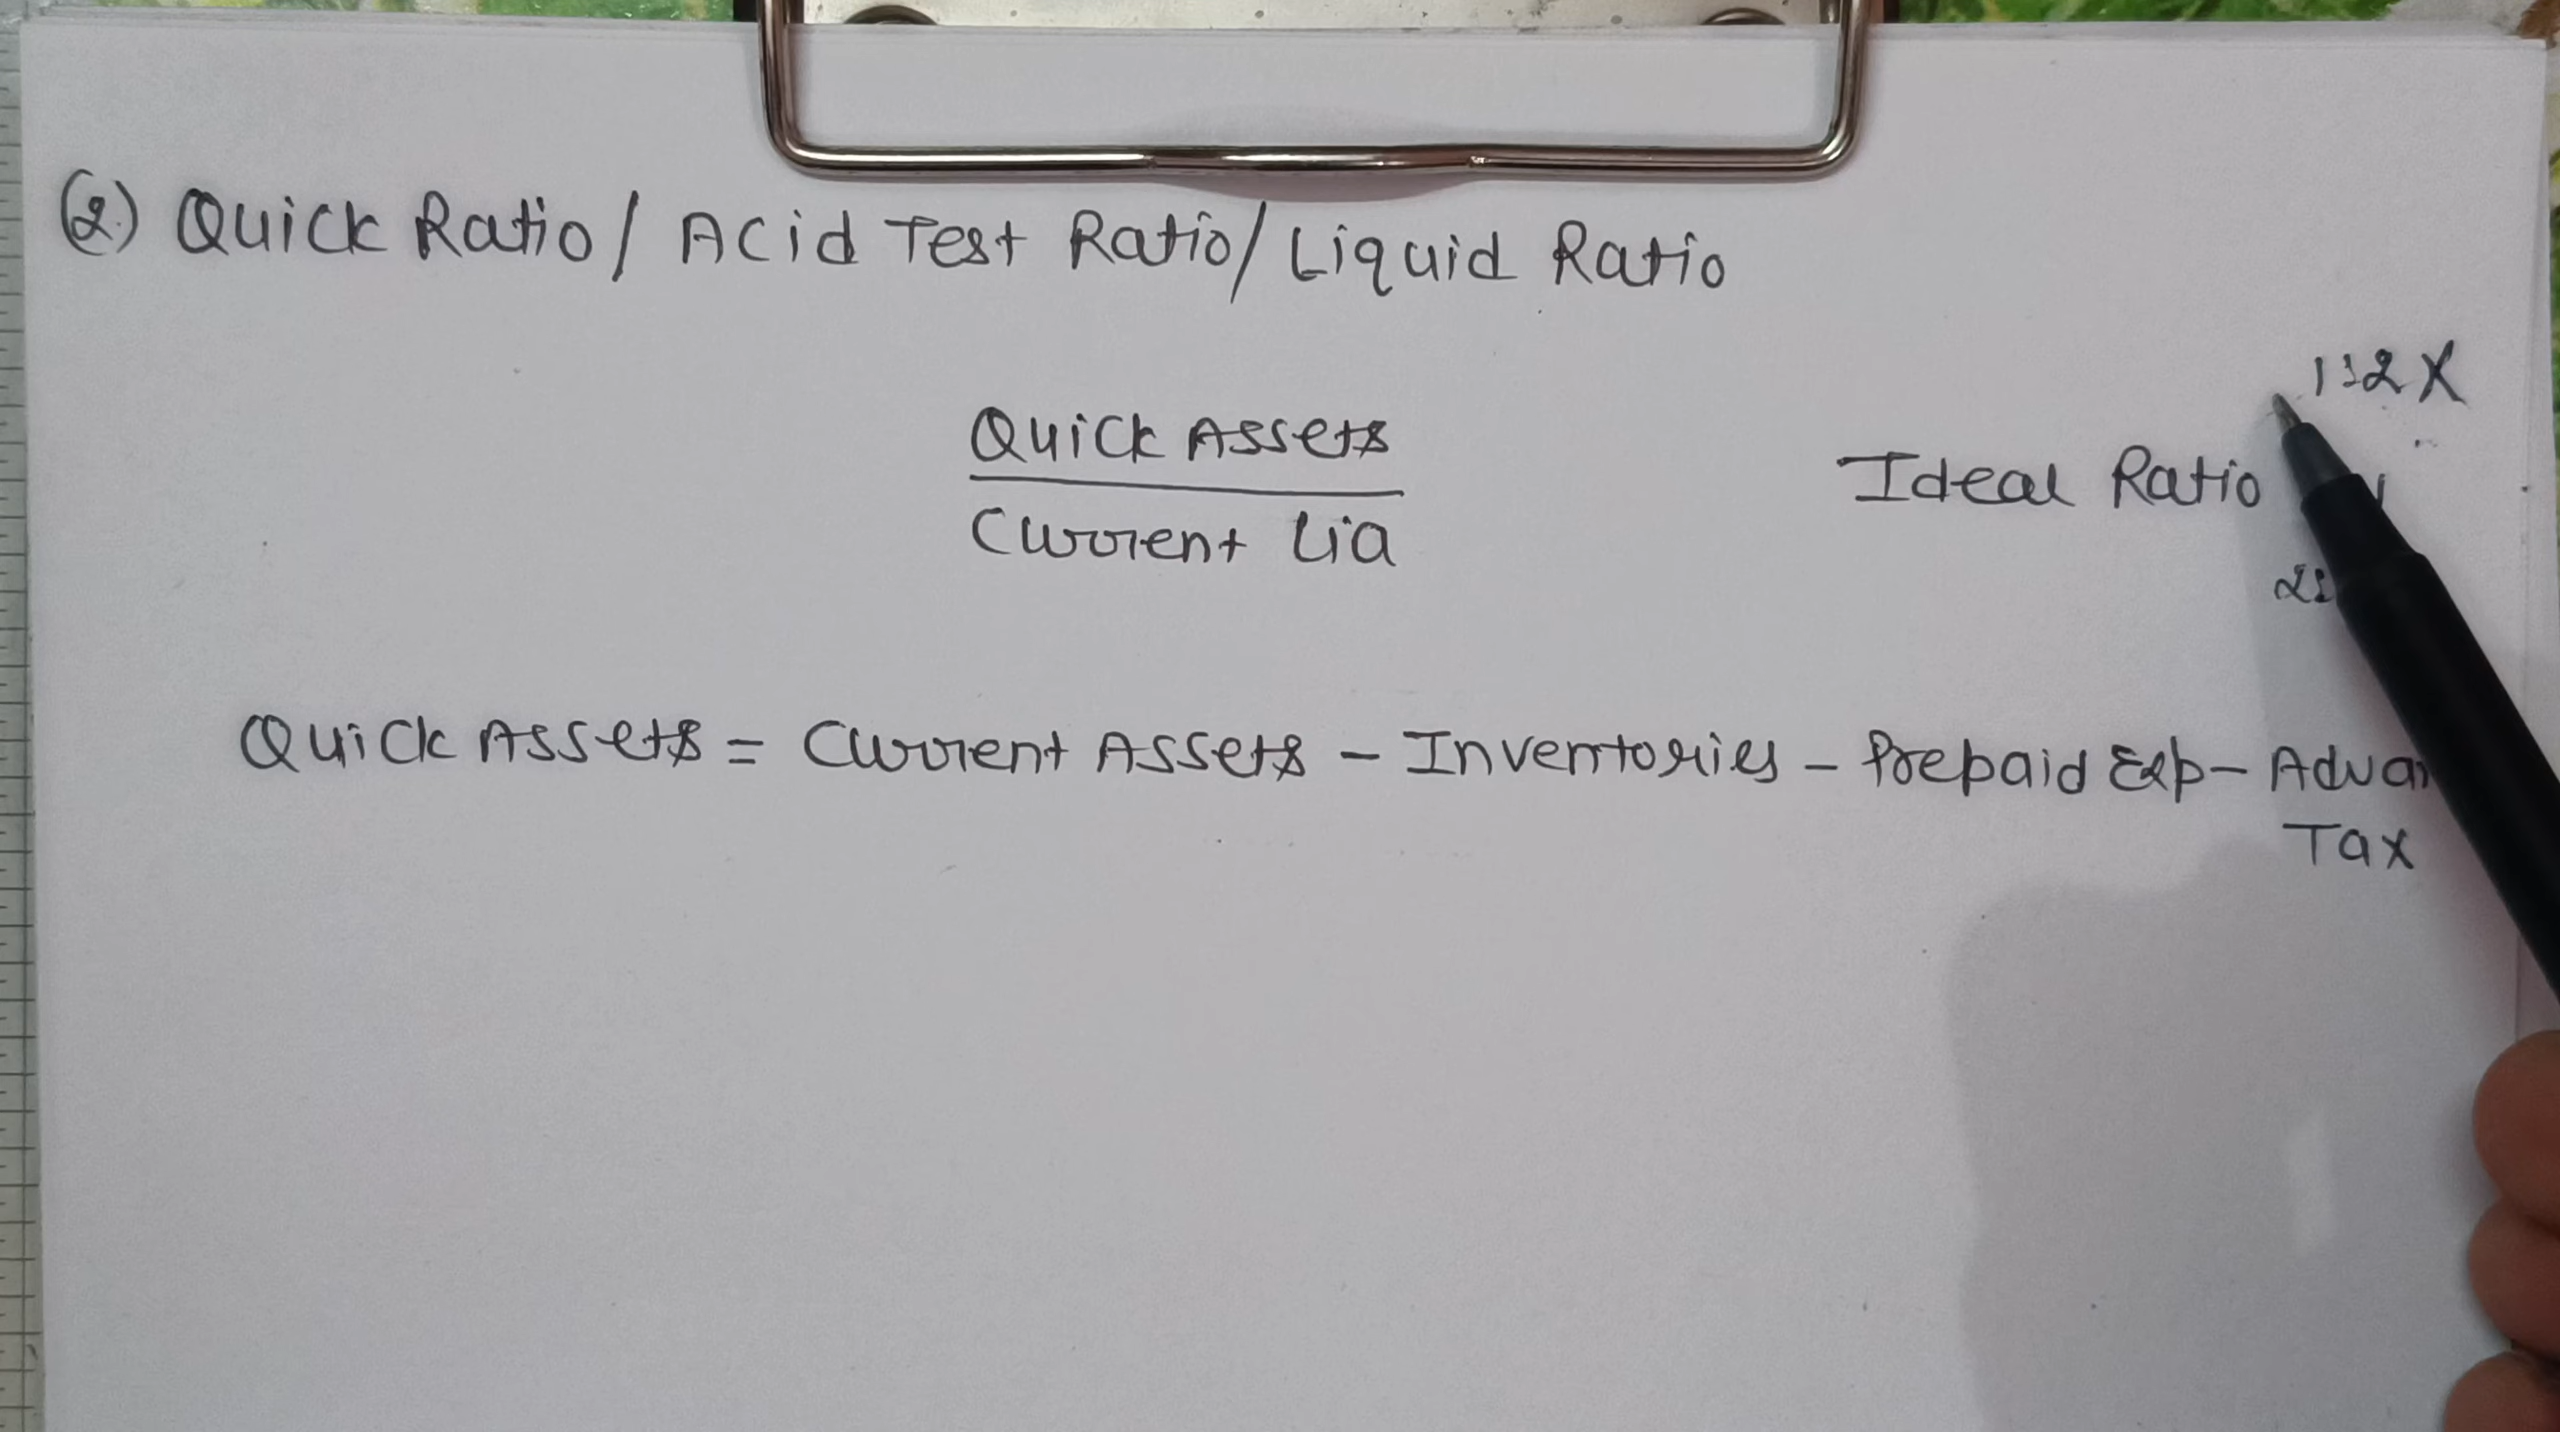 (2) Quick Ratio / Acid Test Ratio / Liquid Ratio
1:2 X
Quick Assets
Current Lia
Ideal Ratio
Quick Assets = Current Assets - Inventories - Prepaid Exp -
Tax